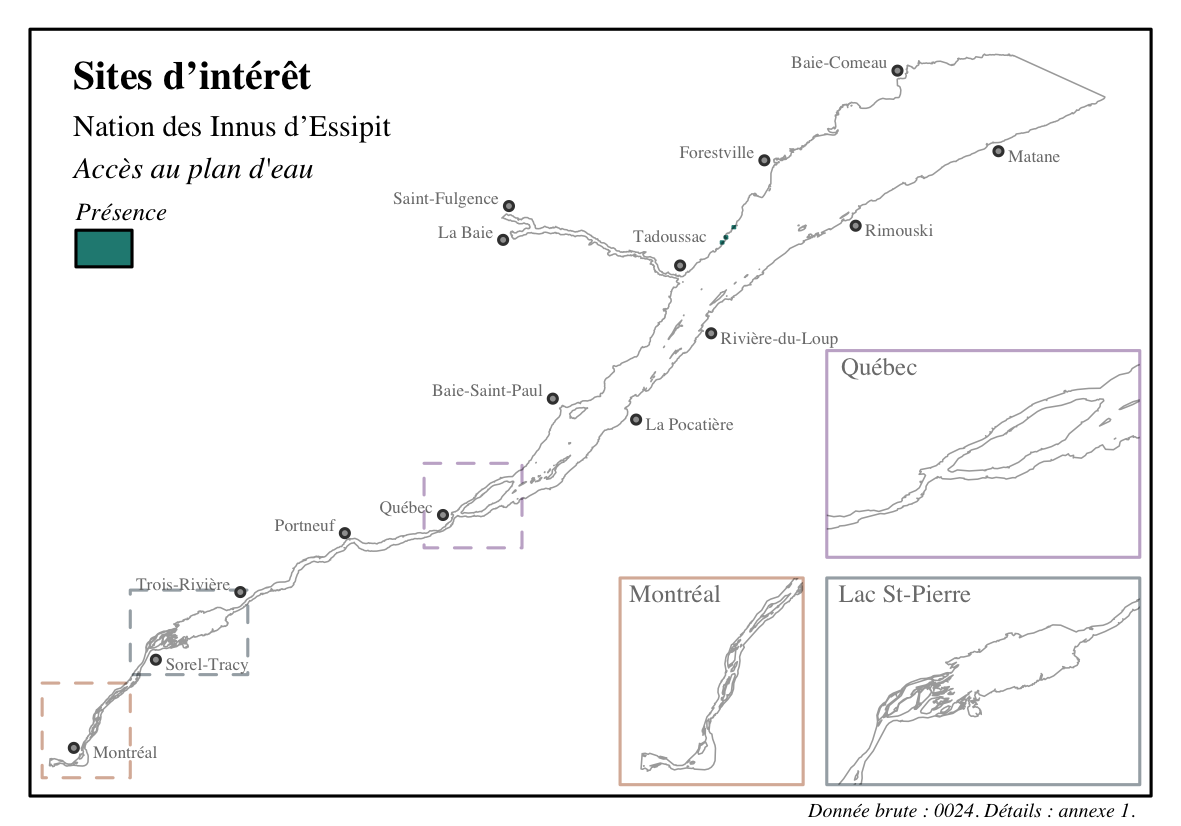 Sites d’intérêt
Nation des Innus d’Essipit
Accès au plan d'eau
Présence
Baie-Comeau
Forestville
Matane
Saint-Fulgence
La Baie
Tadoussac
Rimouski
Rivière-du-Loup
Baie-Saint-Paul
La Pocatière
Québec
Portneuf
Trois-Rivière
Sorel-Tracy
Montréal
Québec
Montréal
Lac St-Pierre
Donnée brute : 0024. Détails : annexe 1.